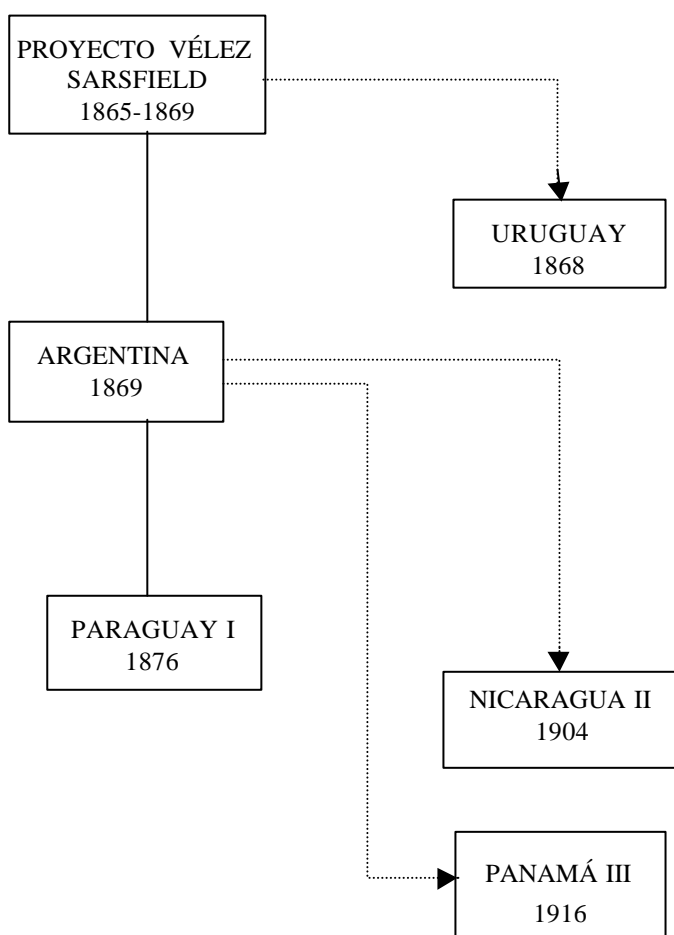 PROYECTO VÉLEZ
SARSFIELD
1865-1869
URUGUAY
1868
ARGENTINA
1869
PARAGUAY I
1876
NICARAGUA II
1904
PANAMÁ III
1916